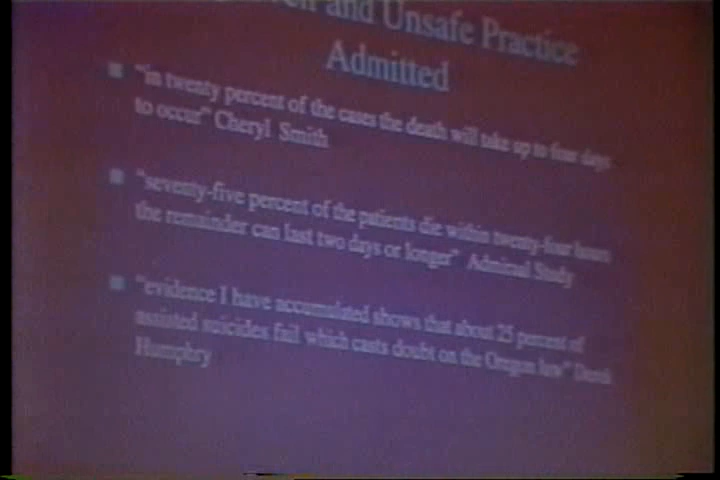 and Unsafe Practice
Admitted
"in twenty percent of the cases the death will take up to four days
to occur" Cheryl Smith
"seventy-five percent of the patients die within twenty-four hours
the remainder can last two days or longer" Admiraal Study
"evidence I have accumulated shows that about 25 percent of
assisted suicides fail which casts doubt on the Oregon law" Derek
Humphry